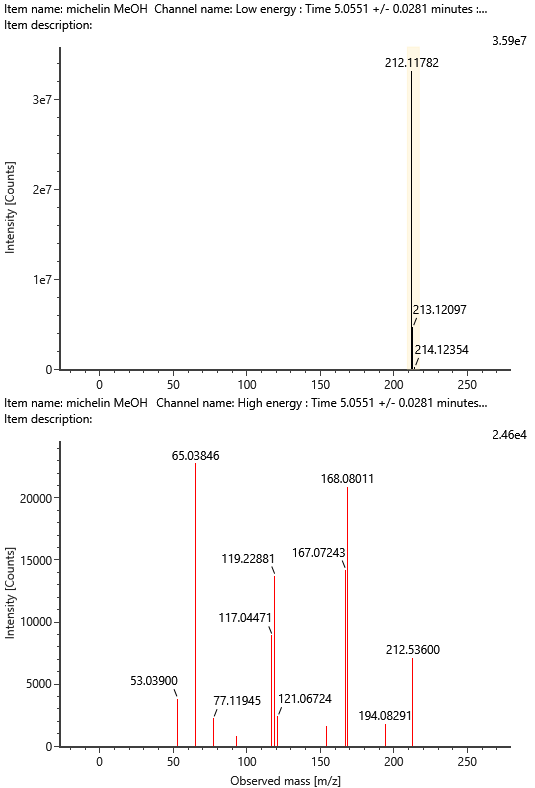 Item name: michelin MeOH  Channel name: Low energy : Time 5.0551 +/- 0.0281 minutes :...
Item description:
3.59e7
212.11782
3e7
2e7
1e7
0
213.12097
214.12354
Intensity [Counts]
0 50 100 150 200 250
Item name: michelin MeOH  Channel name: High energy : Time 5.0551 +/- 0.0281 minutes...
Item description:
2.46e4
65.03846
168.08011
20000
167.07243
119.22881
15000
117.04471
10000
212.53600
53.03900
77.11945
121.06724
5000
194.08291
0
Intensity [Counts]
0 50 100 150 200 250
Observed mass [m/z]